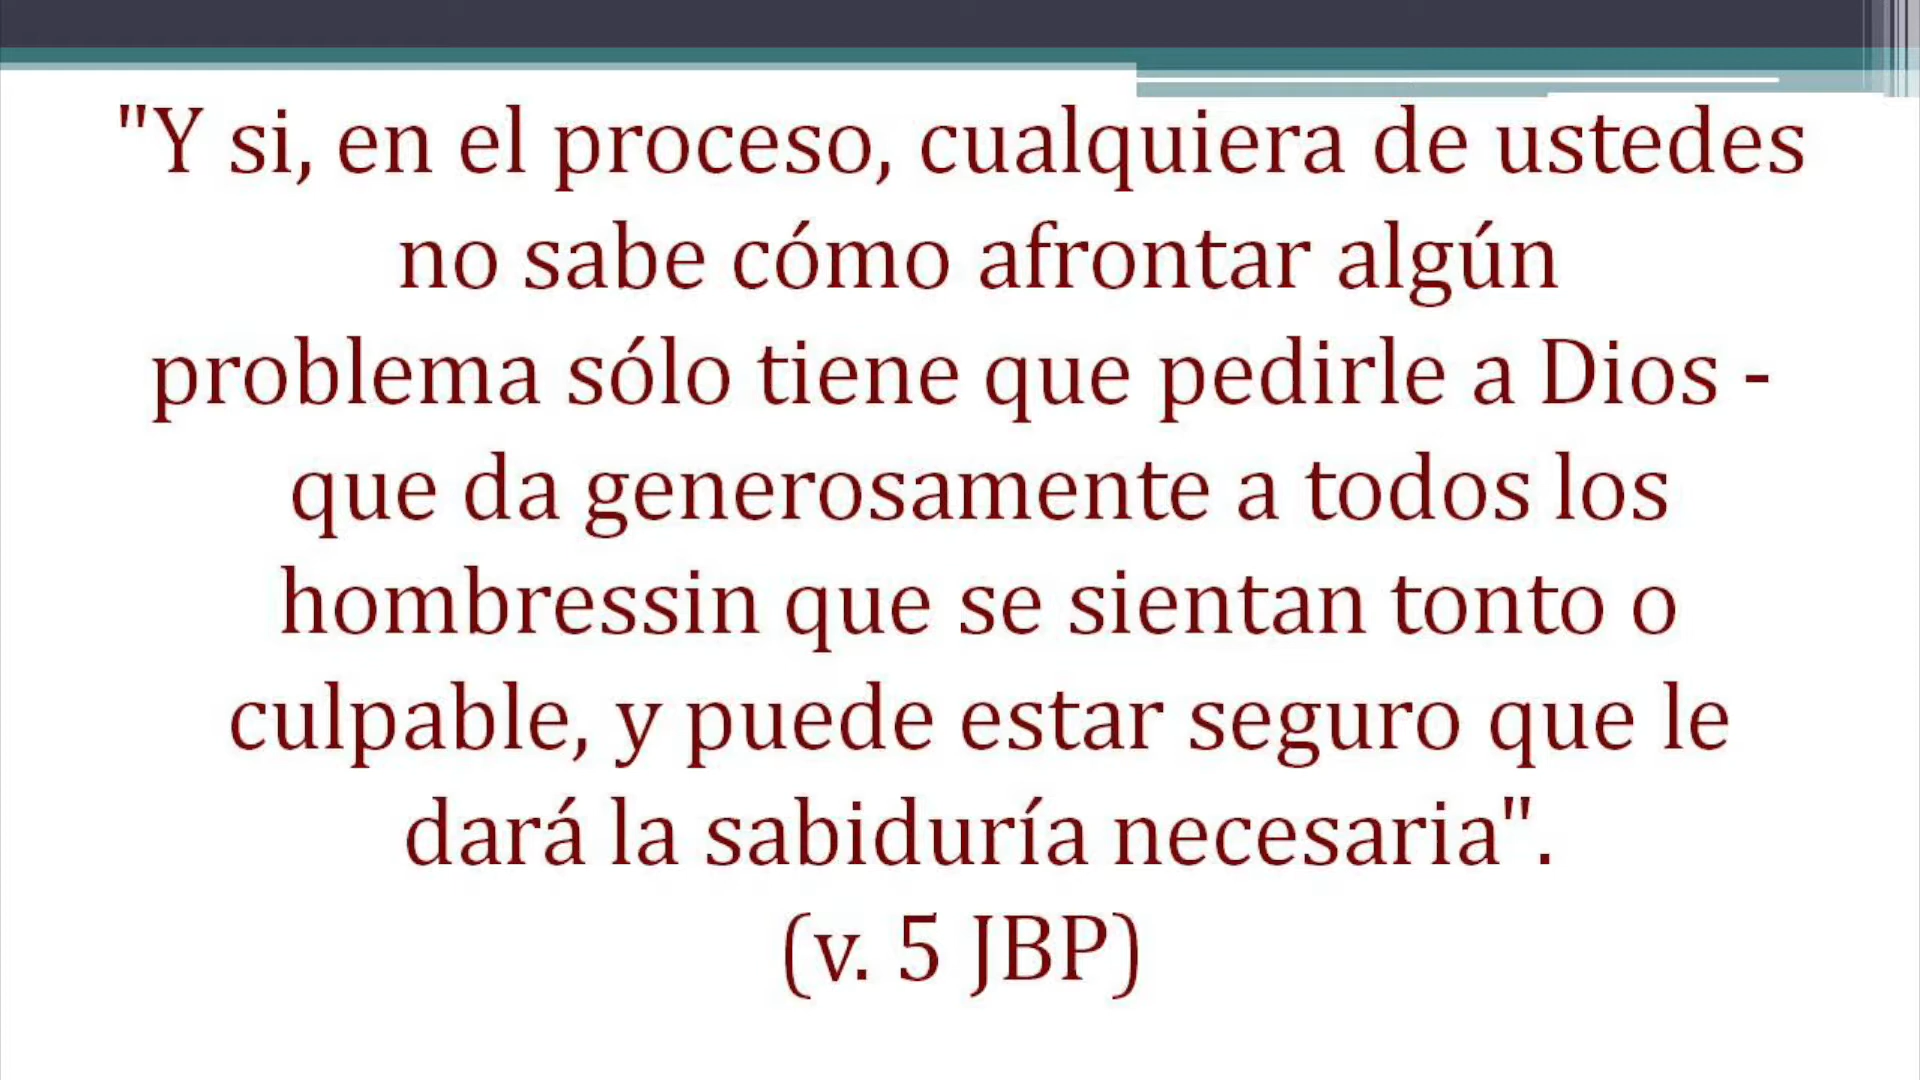 "Y si, en el proceso, cualquiera de ustedes
no sabe cómo afrontar algún
problema sólo tiene que pedirle a Dios -
que da generosamente a todos los
hombressin que se sientan tonto o
culpable, y puede estar seguro que le
dará la sabiduría necesaria".
(v. 5 JBP)